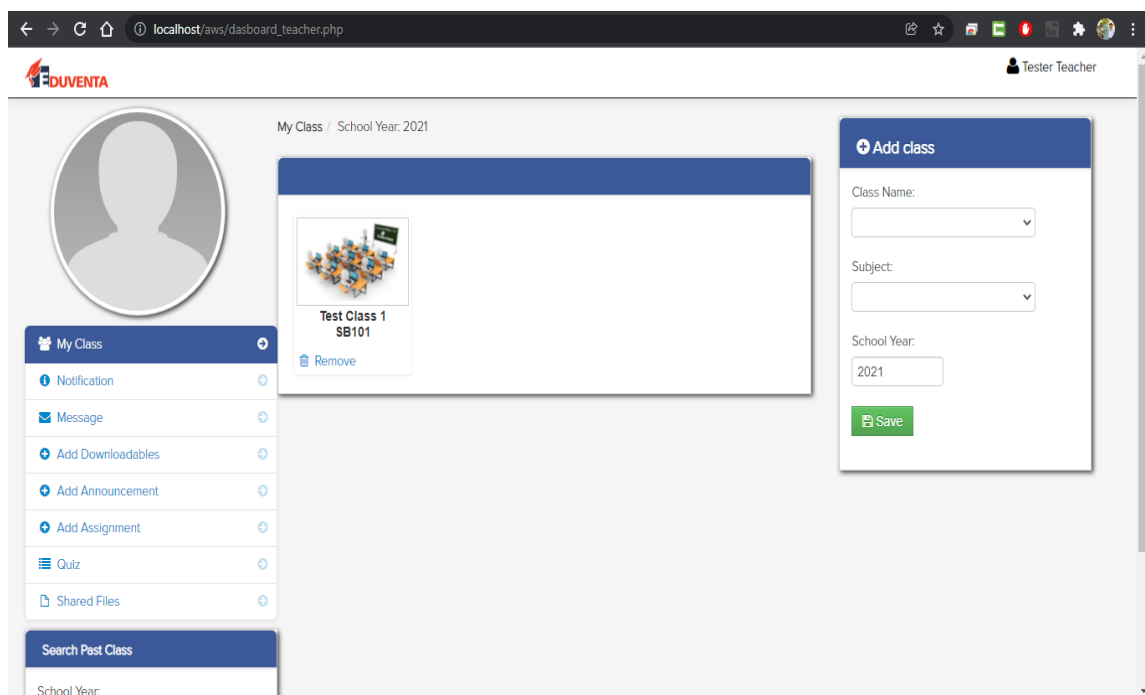 localhost/aws/dasboard_teacher.php
EDUVENTA
Tester Teacher
My Class / School Year: 2021
My Class
Notification
Message
Add Downloadables
Add Announcement
Add Assignment
Quiz
Shared Files
Search Past Class
School Year:
Test Class 1
SB101
Remove
Add class
Class Name:
Subject:
School Year:
2021
Save